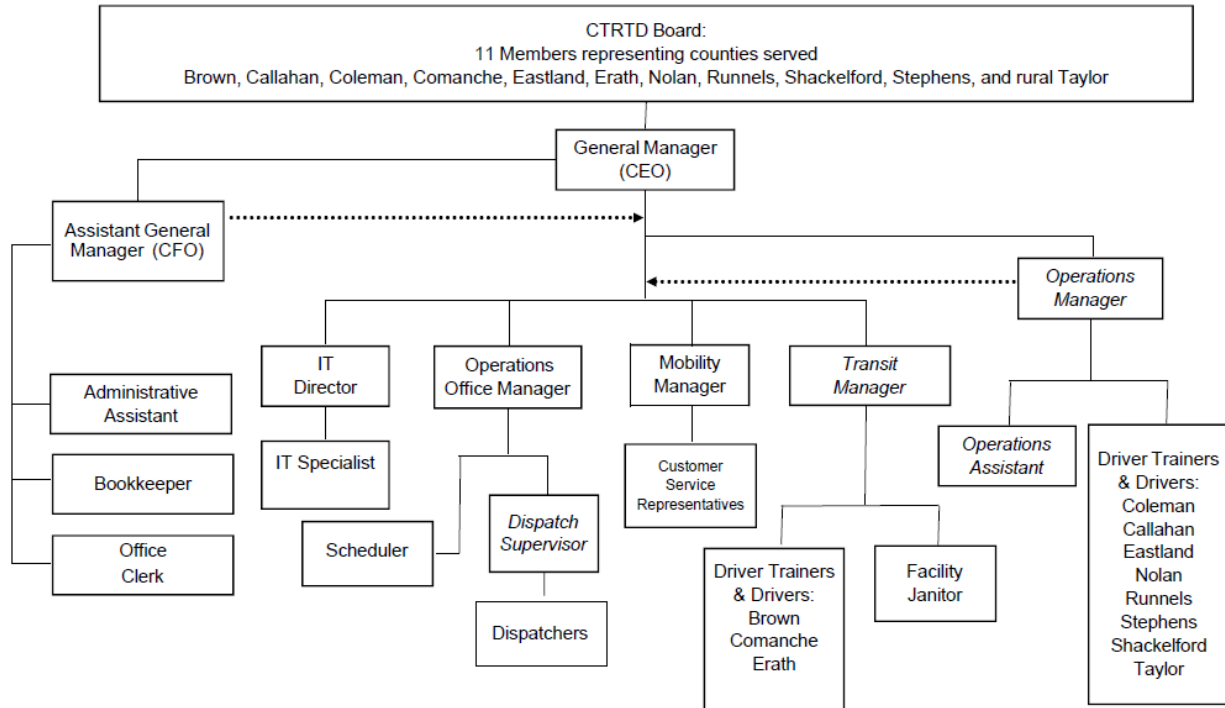 CTRTD Board:
11 Members representing counties served
Brown, Callahan, Coleman, Comanche, Eastland, Erath, Nolan, Runnels, Shackelford, Stephens, and rural Taylor
General Manager
(CEO)
Assistant General
Manager (CFO)
Operations
Manager
IT
Director
Operations
Office Manager
Mobility
Manager
Transit
Manager
Administrative
Assistant
Bookkeeper
Office
Clerk
IT Specialist
Scheduler
Dispatch
Supervisor
Dispatchers
Customer
Service
Representatives
Driver Trainers
& Drivers:
Brown
Comanche
Erath
Facility
Janitor
Operations
Assistant
Driver Trainers
& Drivers:
Coleman
Callahan
Eastland
Nolan
Runnels
Stephens
Shackelford
Taylor